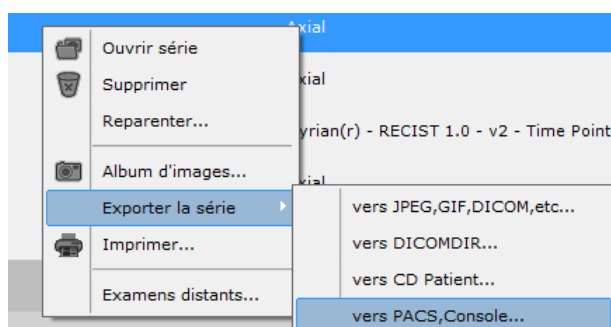 Axial
Ouvrir série
Supprimer
xial
Reparenter...
yrian(r) - RECIST 1.0 - v2 - Time Point
Album d'images...
xial
Exporter la série
vers JPEG,GIF,DICOM,etc...
Imprimer...
vers DICOMDIR...
vers CD Patient...
Examens distants...
vers PACS,Console...